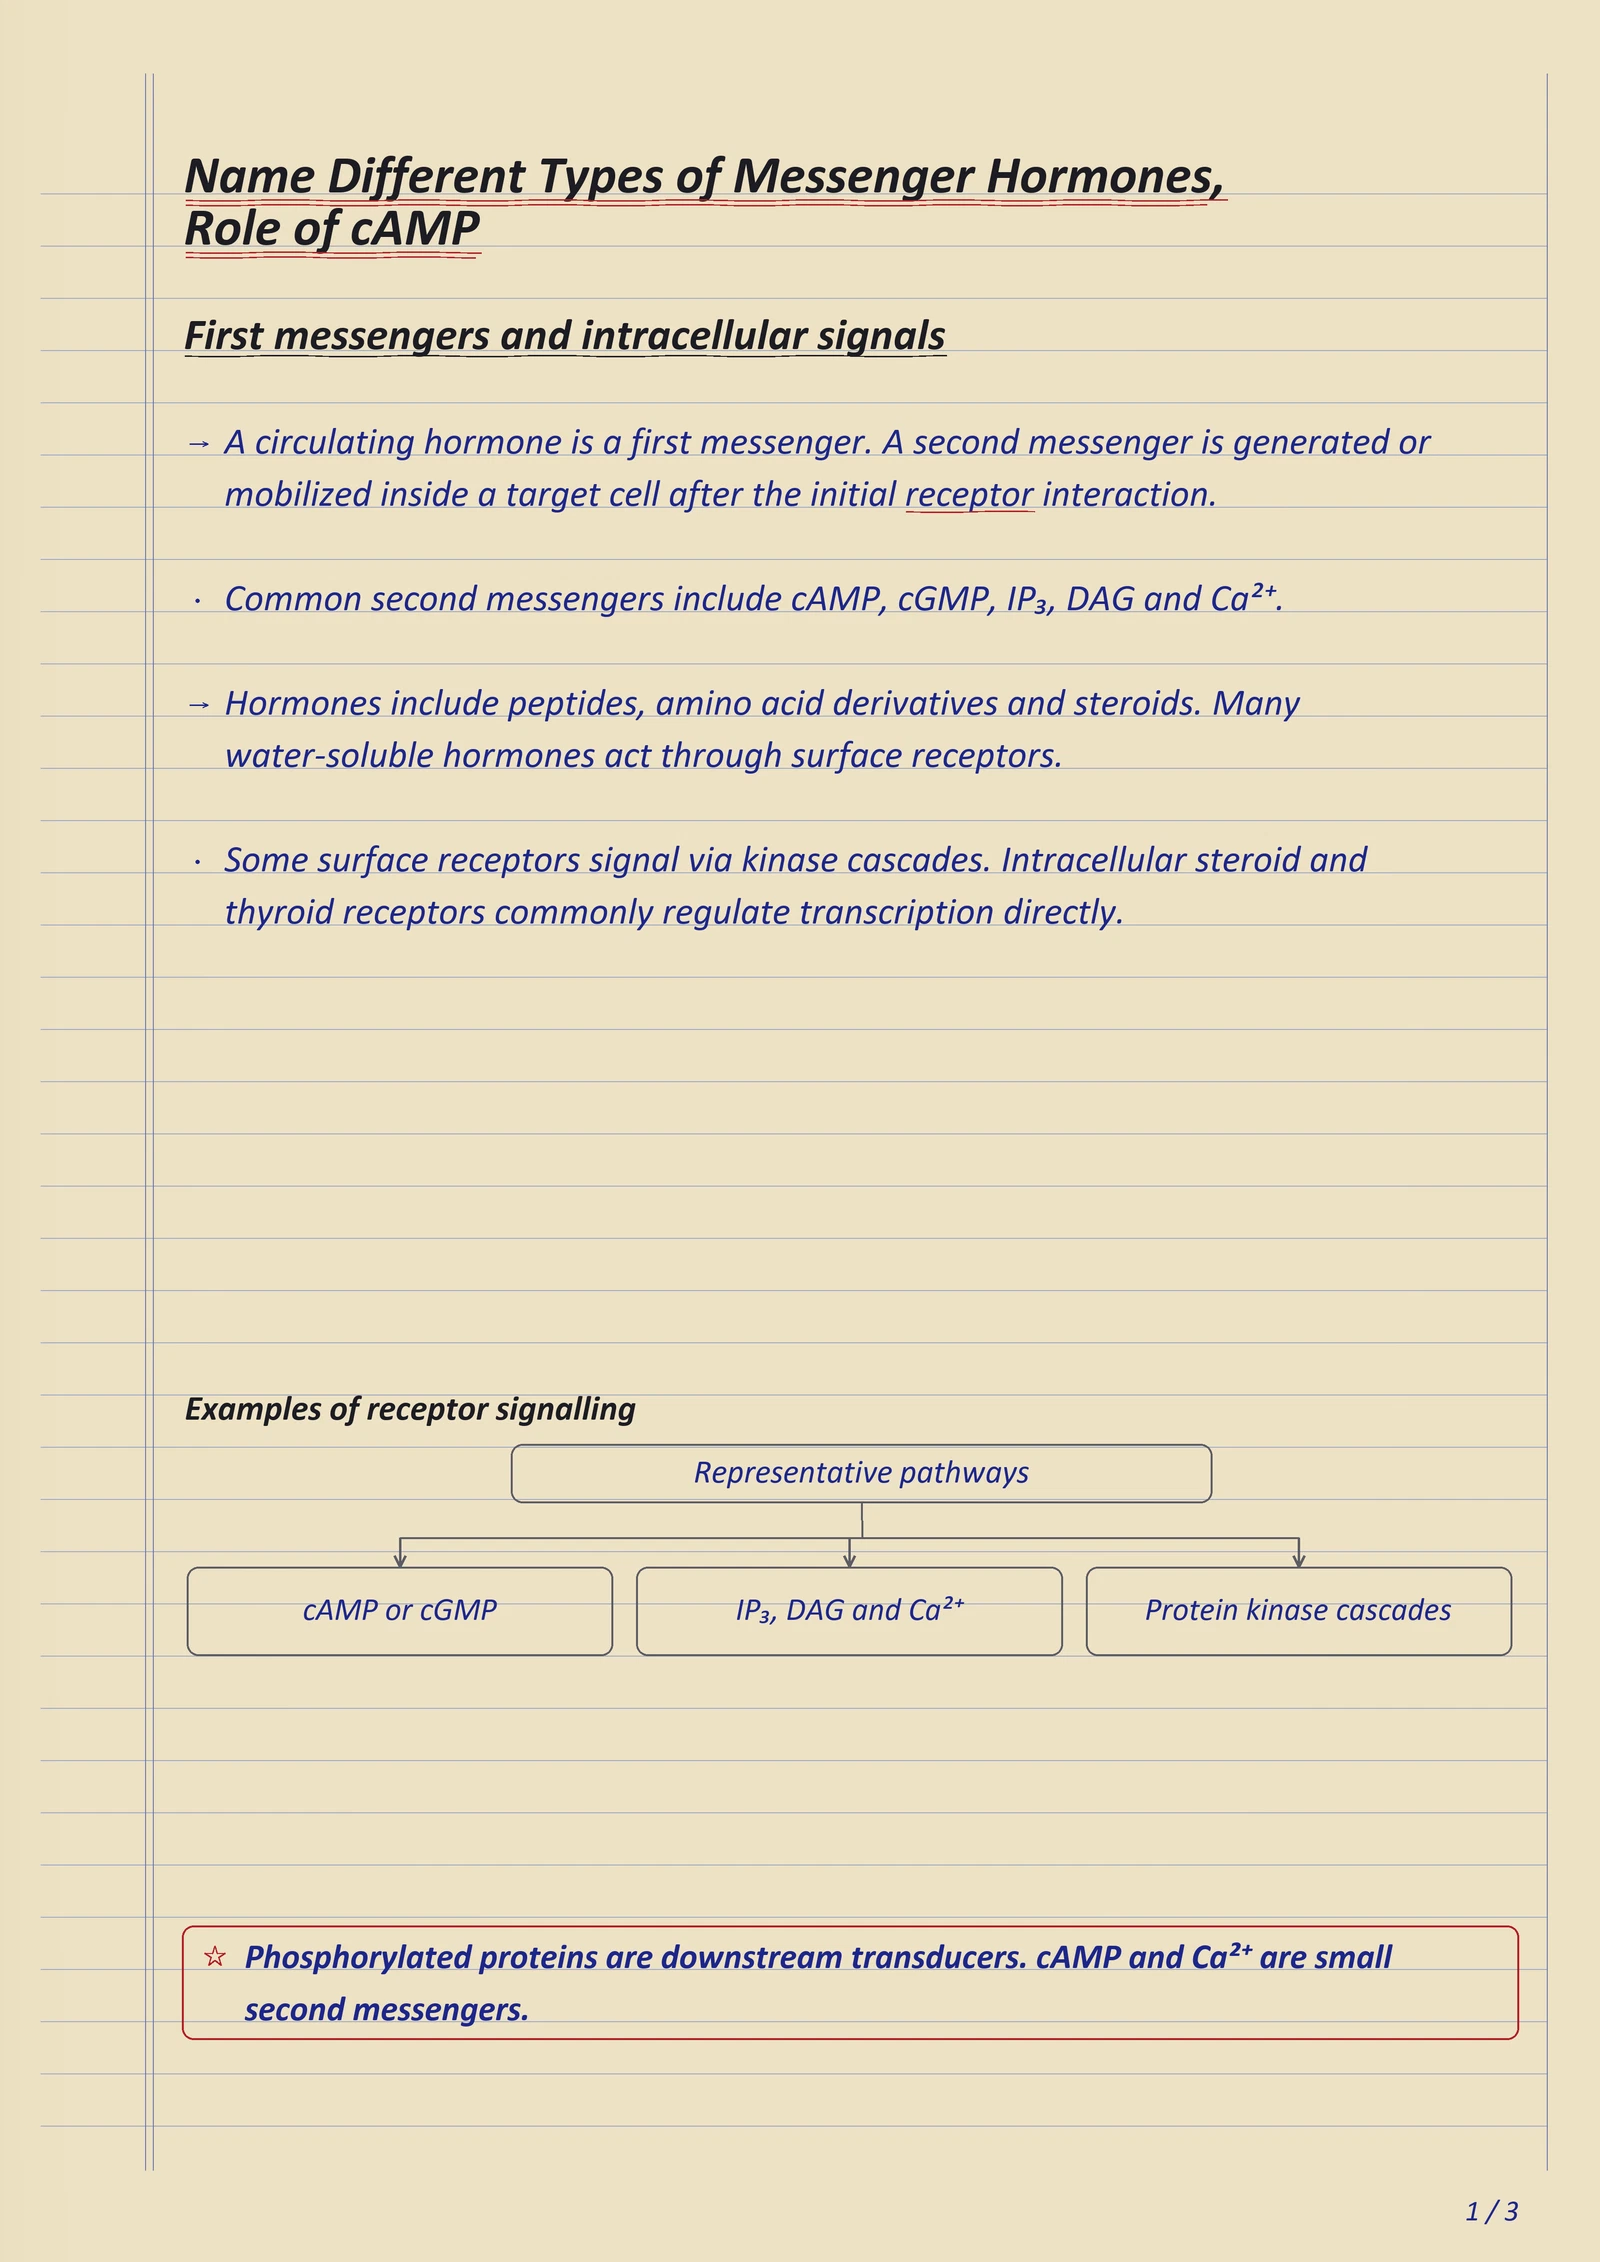 Name Different Types of Messenger Hormones,
Role of cAMP
First messengers and intracellular signals
→ A circulating hormone is a first messenger. A second messenger is generated or
mobilized inside a target cell after the initial receptor interaction.
· Common second messengers include cAMP, cGMP, IP₃, DAG and Ca²⁺.
→ Hormones include peptides, amino acid derivatives and steroids. Many
water-soluble hormones act through surface receptors.
· Some surface receptors signal via kinase cascades. Intracellular steroid and
thyroid receptors commonly regulate transcription directly.
Examples of receptor signalling
Representative pathways
cAMP or cGMP
IP₃, DAG and Ca²⁺
Protein kinase cascades
☆ Phosphorylated proteins are downstream transducers. cAMP and Ca²⁺ are small
second messengers.
1 / 3